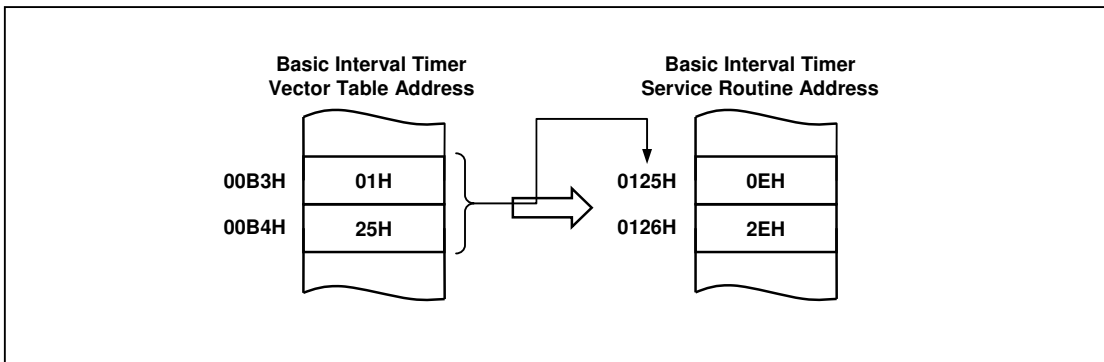 Basic Interval Timer
Vector Table Address
00B3H 01H
00B4H 25H
Basic Interval Timer
Service Routine Address
0125H 0EH
0126H 2EH